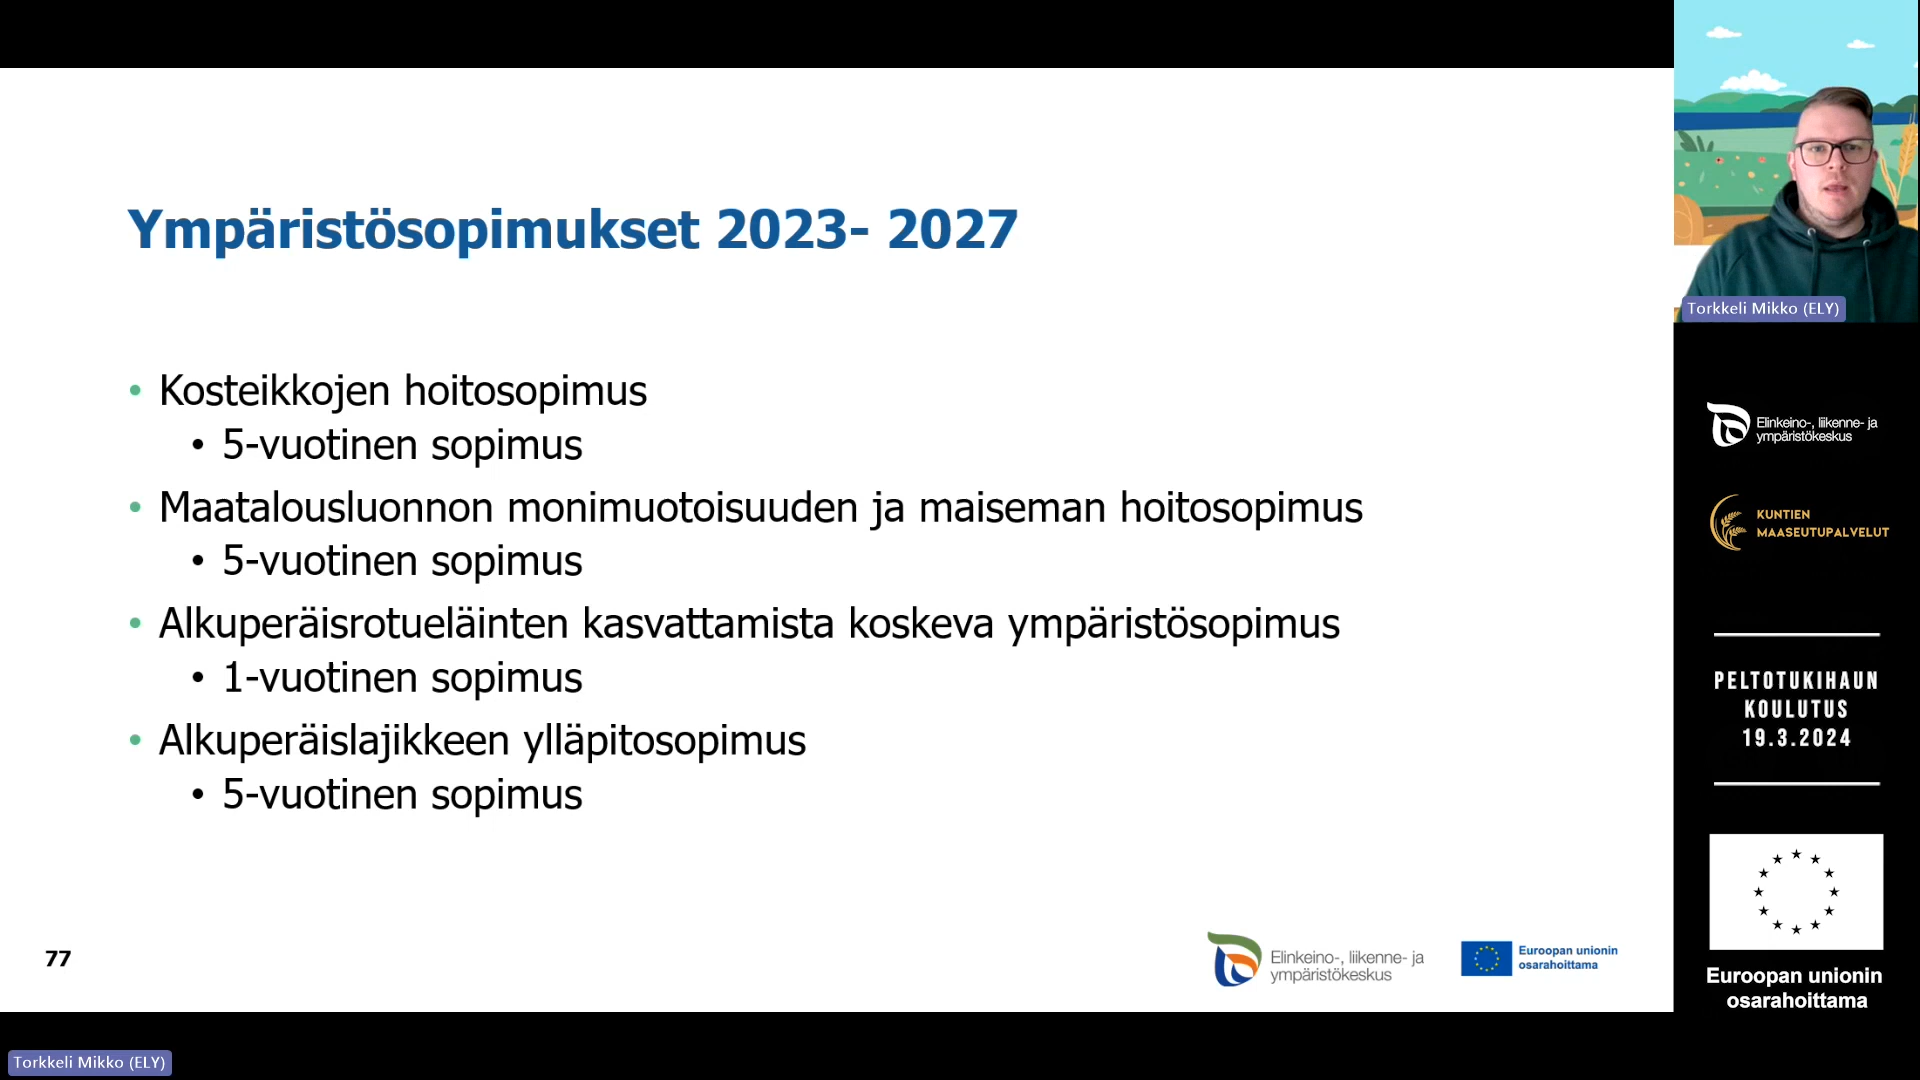 Ympäristösopimukset 2023- 2027
• Kosteikkojen hoitosopimus
• 5-vuotinen sopimus
• Maatalousluonnon monimuotoisuuden ja maiseman hoitosopimus
• 5-vuotinen sopimus
• Alkuperäisrotueläinten kasvattamista koskeva ympäristösopimus
• 1-vuotinen sopimus
• Alkuperäislajikkeen ylläpitosopimus
• 5-vuotinen sopimus
77
Elinkeino-, liikenne- ja
ympäristökeskus
Euroopan unionin
osarahoittama
Torkkeli Mikko (ELY)
Torkkeli Mikko (ELY)
Elinkeino-, liikenne- ja
ympäristökeskus
KUNTIEN
MAASEUTUPALVELUT
PELTOTUKIHAUN
KOULUTUS
19.3.2024
Euroopan unionin
osarahoittama